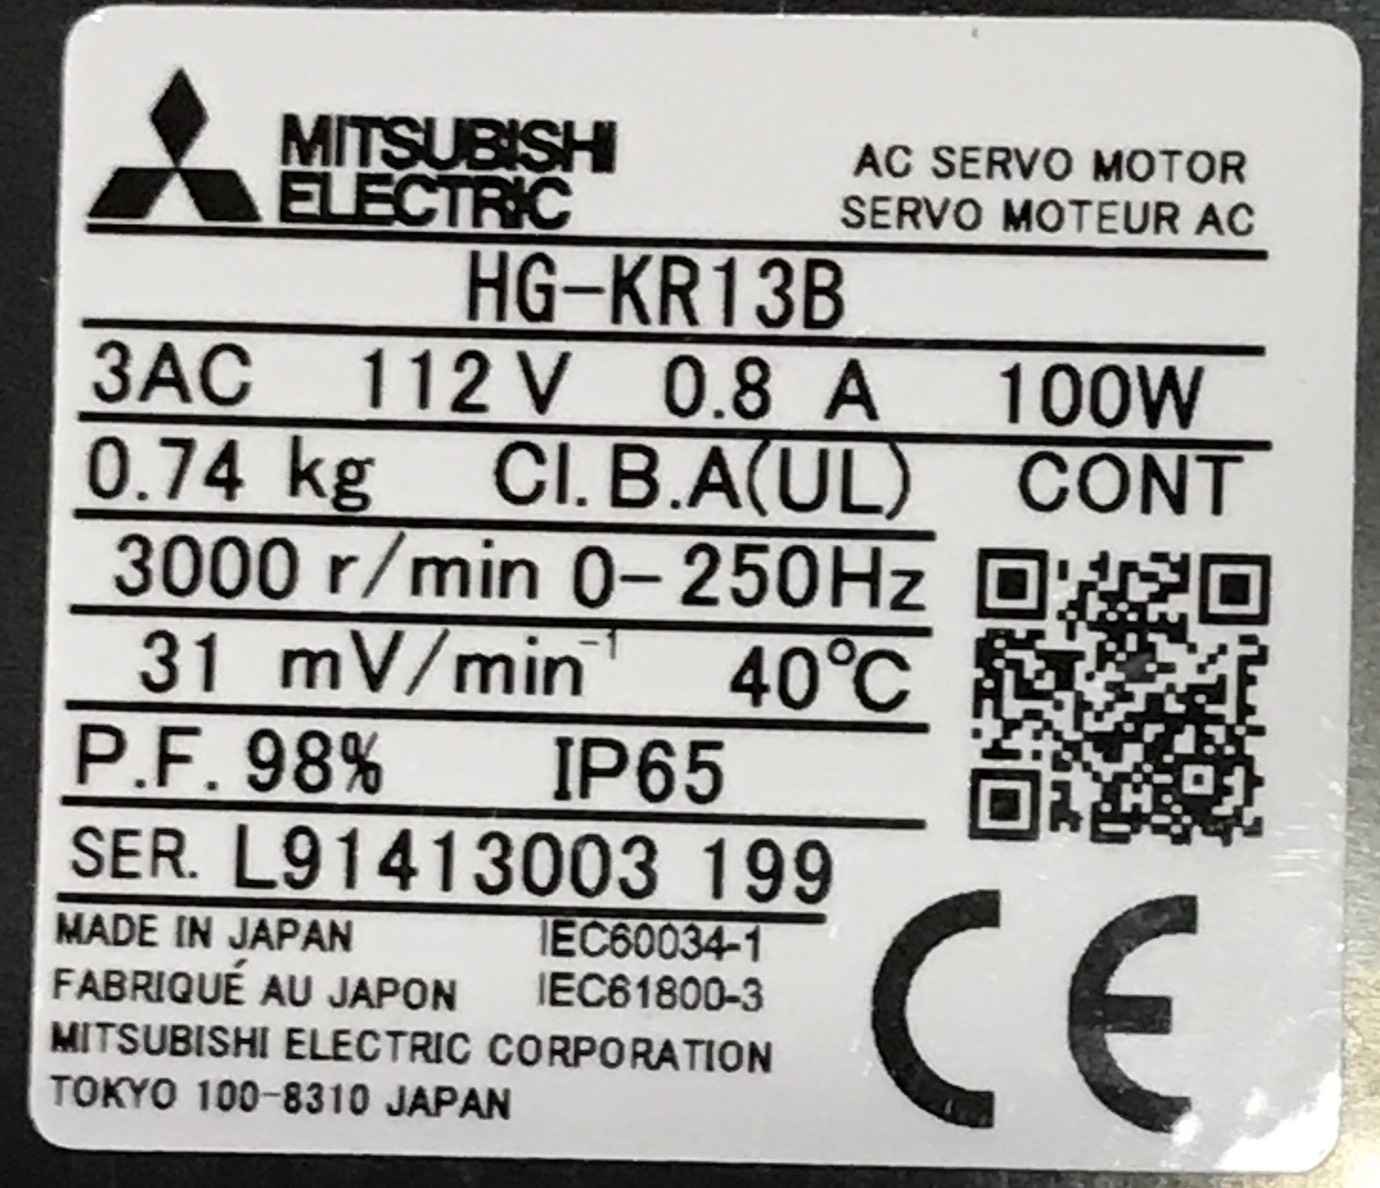 MITSUBISHI
ELECTRIC
AC SERVO MOTOR
SERVO MOTEUR AC
HG-KR13B
3AC 112 V 0.8 A 100W
0.74 kg Cl.B.A(UL) CONT
3000 r/min 0-250Hz
31 mV/min⁻¹ 40℃
P.F. 98% IP65
SER. L91413003 199
MADE IN JAPAN IEC60034-1
FABRIQUÉ AU JAPON IEC61800-3
MITSUBISHI ELECTRIC CORPORATION
TOKYO 100-8310 JAPAN
CE